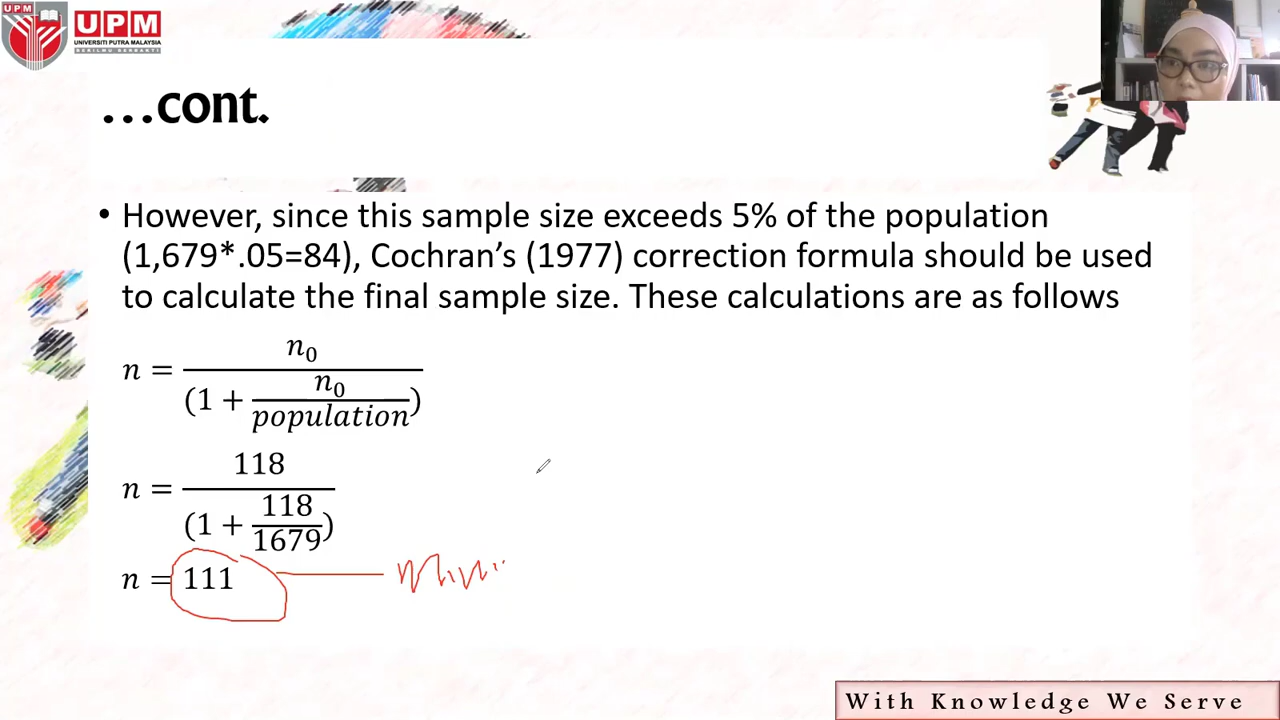 UPM
UPM
UNIVERSITI PUTRA MALAYSIA
BERILMU BERBAKTI
...cont.
• However, since this sample size exceeds 5% of the population
(1,679*.05=84), Cochran’s (1977) correction formula should be used
to calculate the final sample size. These calculations are as follows
n = n₀ / (1 + n₀ / population)
n = 118 / (1 + 118 / 1679)
n = 111
With Knowledge We Serve